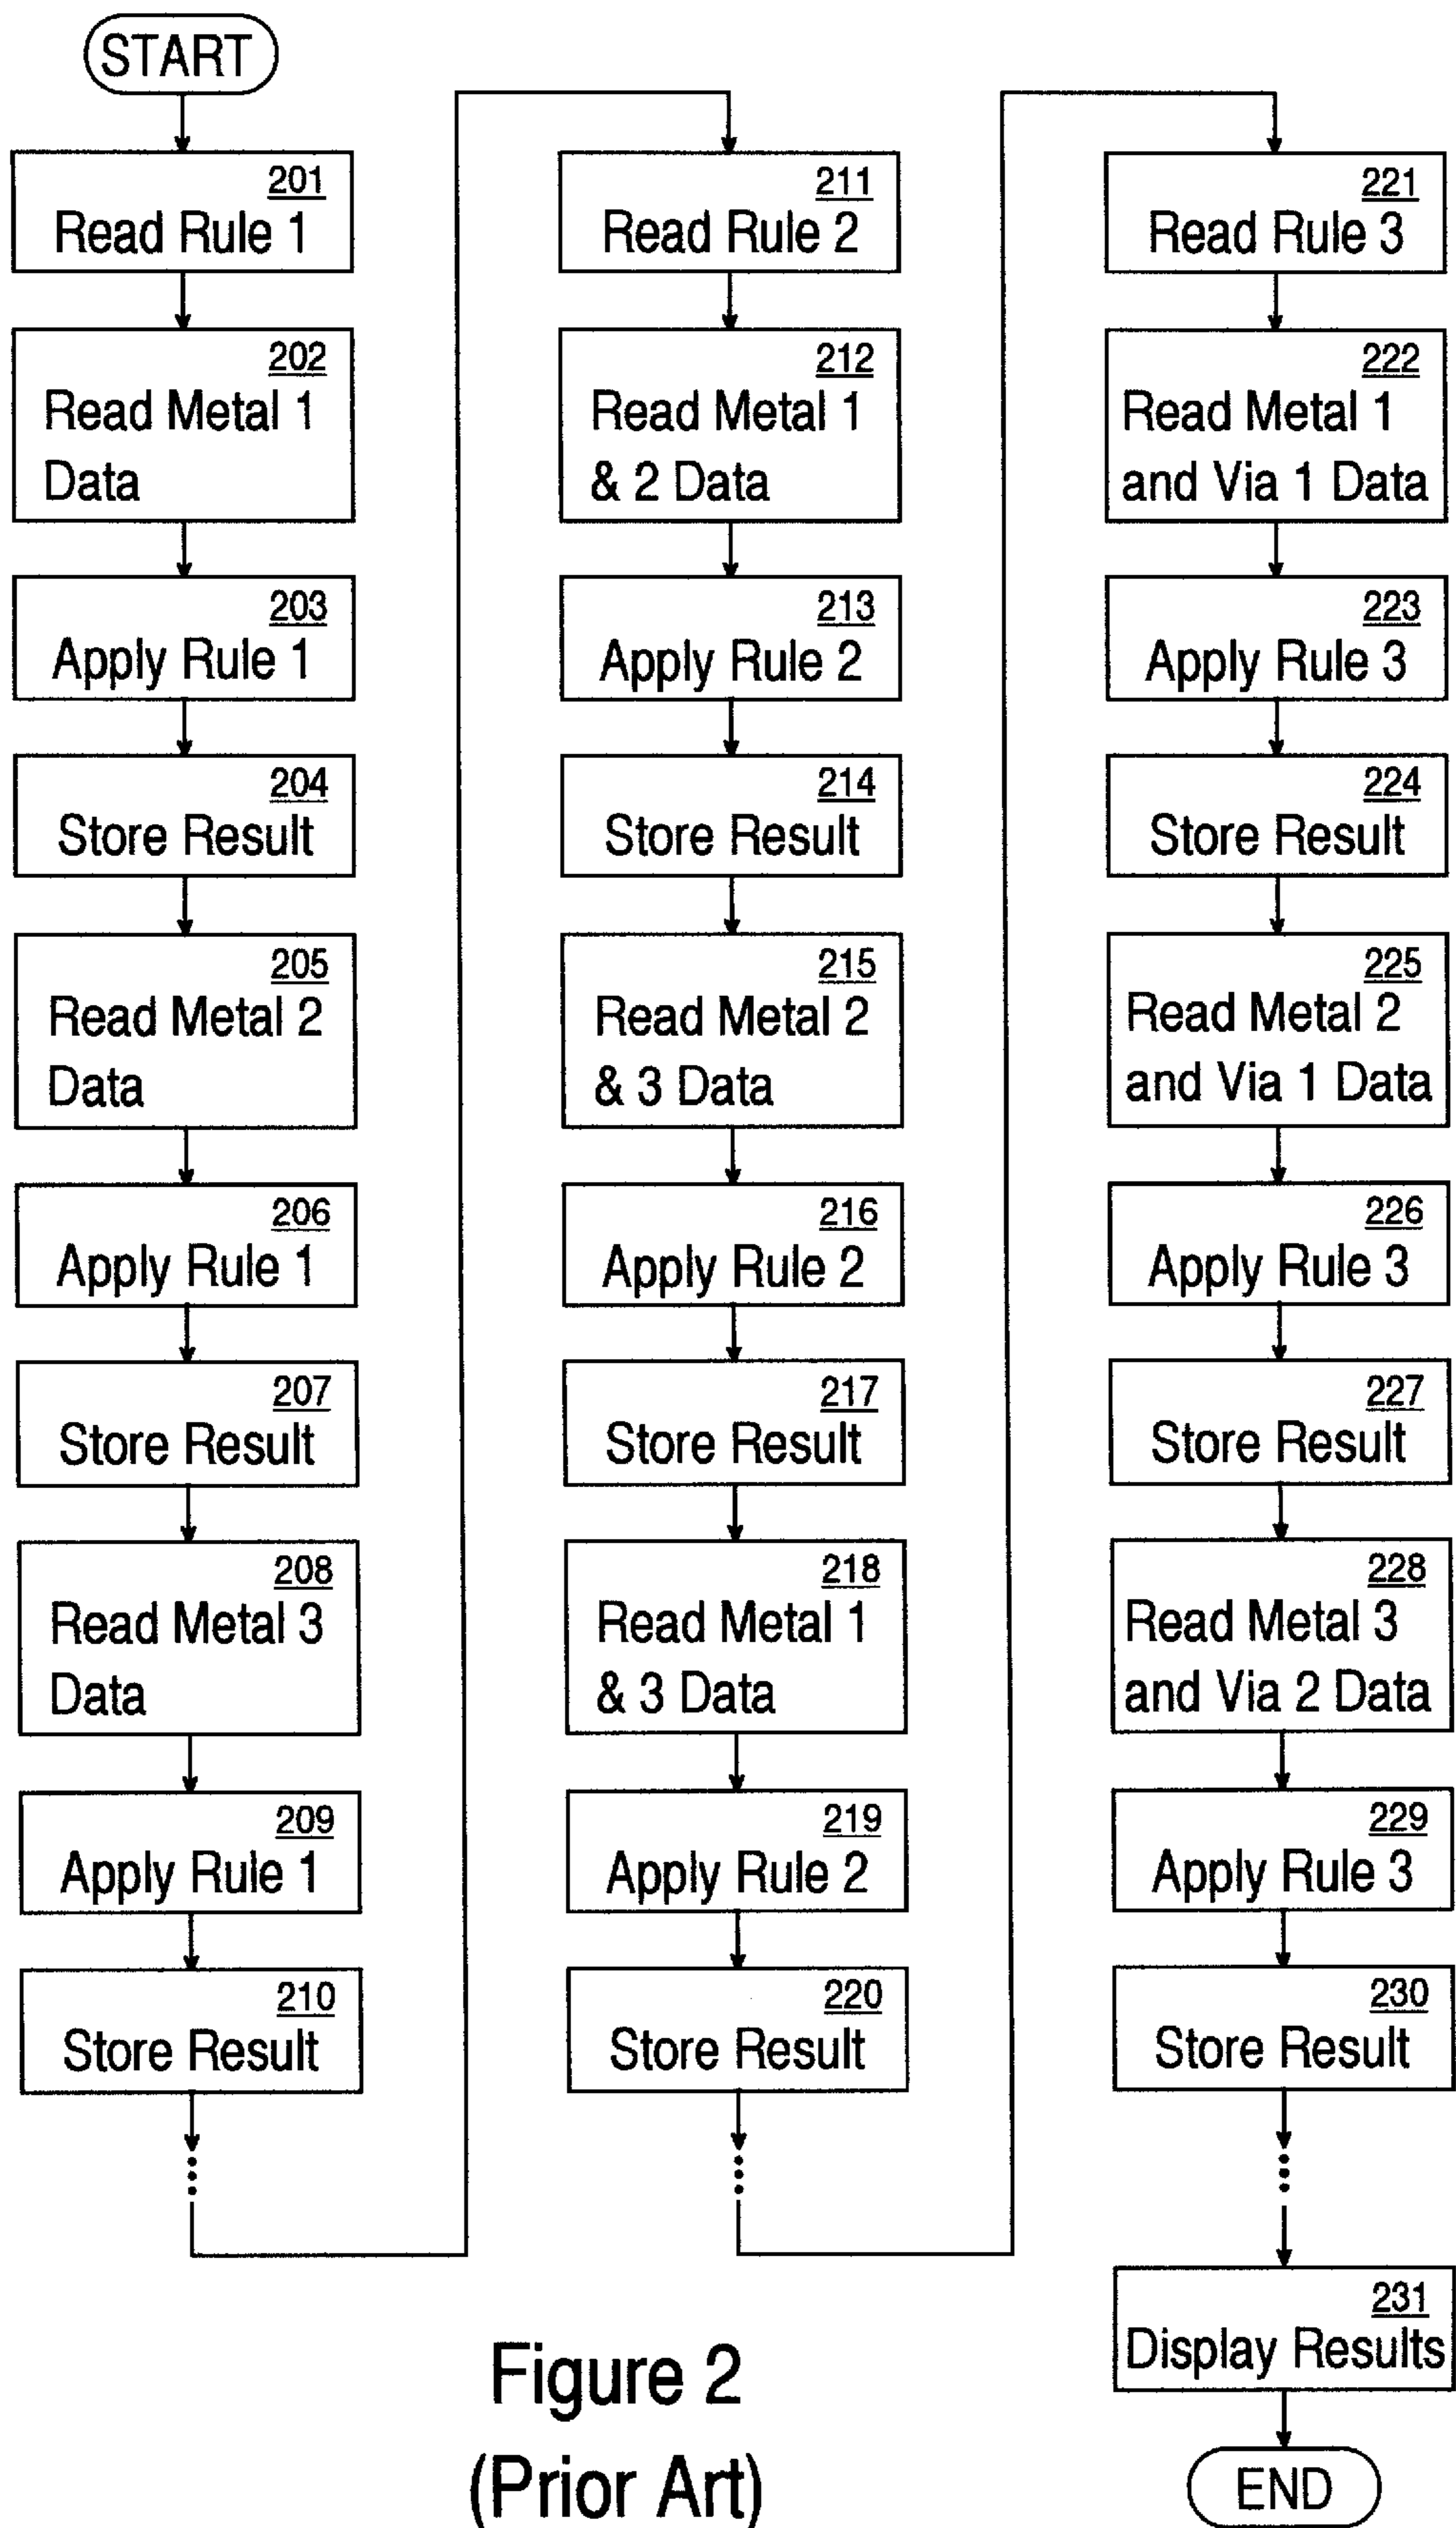 START
201
Read Rule 1
202
Read Metal 1
Data
203
Apply Rule 1
204
Store Result
205
Read Metal 2
Data
206
Apply Rule 1
207
Store Result
208
Read Metal 3
Data
209
Apply Rule 1
210
Store Result
211
Read Rule 2
212
Read Metal 1
& 2 Data
213
Apply Rule 2
214
Store Result
215
Read Metal 2
& 3 Data
216
Apply Rule 2
217
Store Result
218
Read Metal 1
& 3 Data
219
Apply Rule 2
220
Store Result
221
Read Rule 3
222
Read Metal 1
and Via 1 Data
223
Apply Rule 3
224
Store Result
225
Read Metal 2
and Via 1 Data
226
Apply Rule 3
227
Store Result
228
Read Metal 3
and Via 2 Data
229
Apply Rule 3
230
Store Result
231
Display Results
END
Figure 2
(Prior Art)